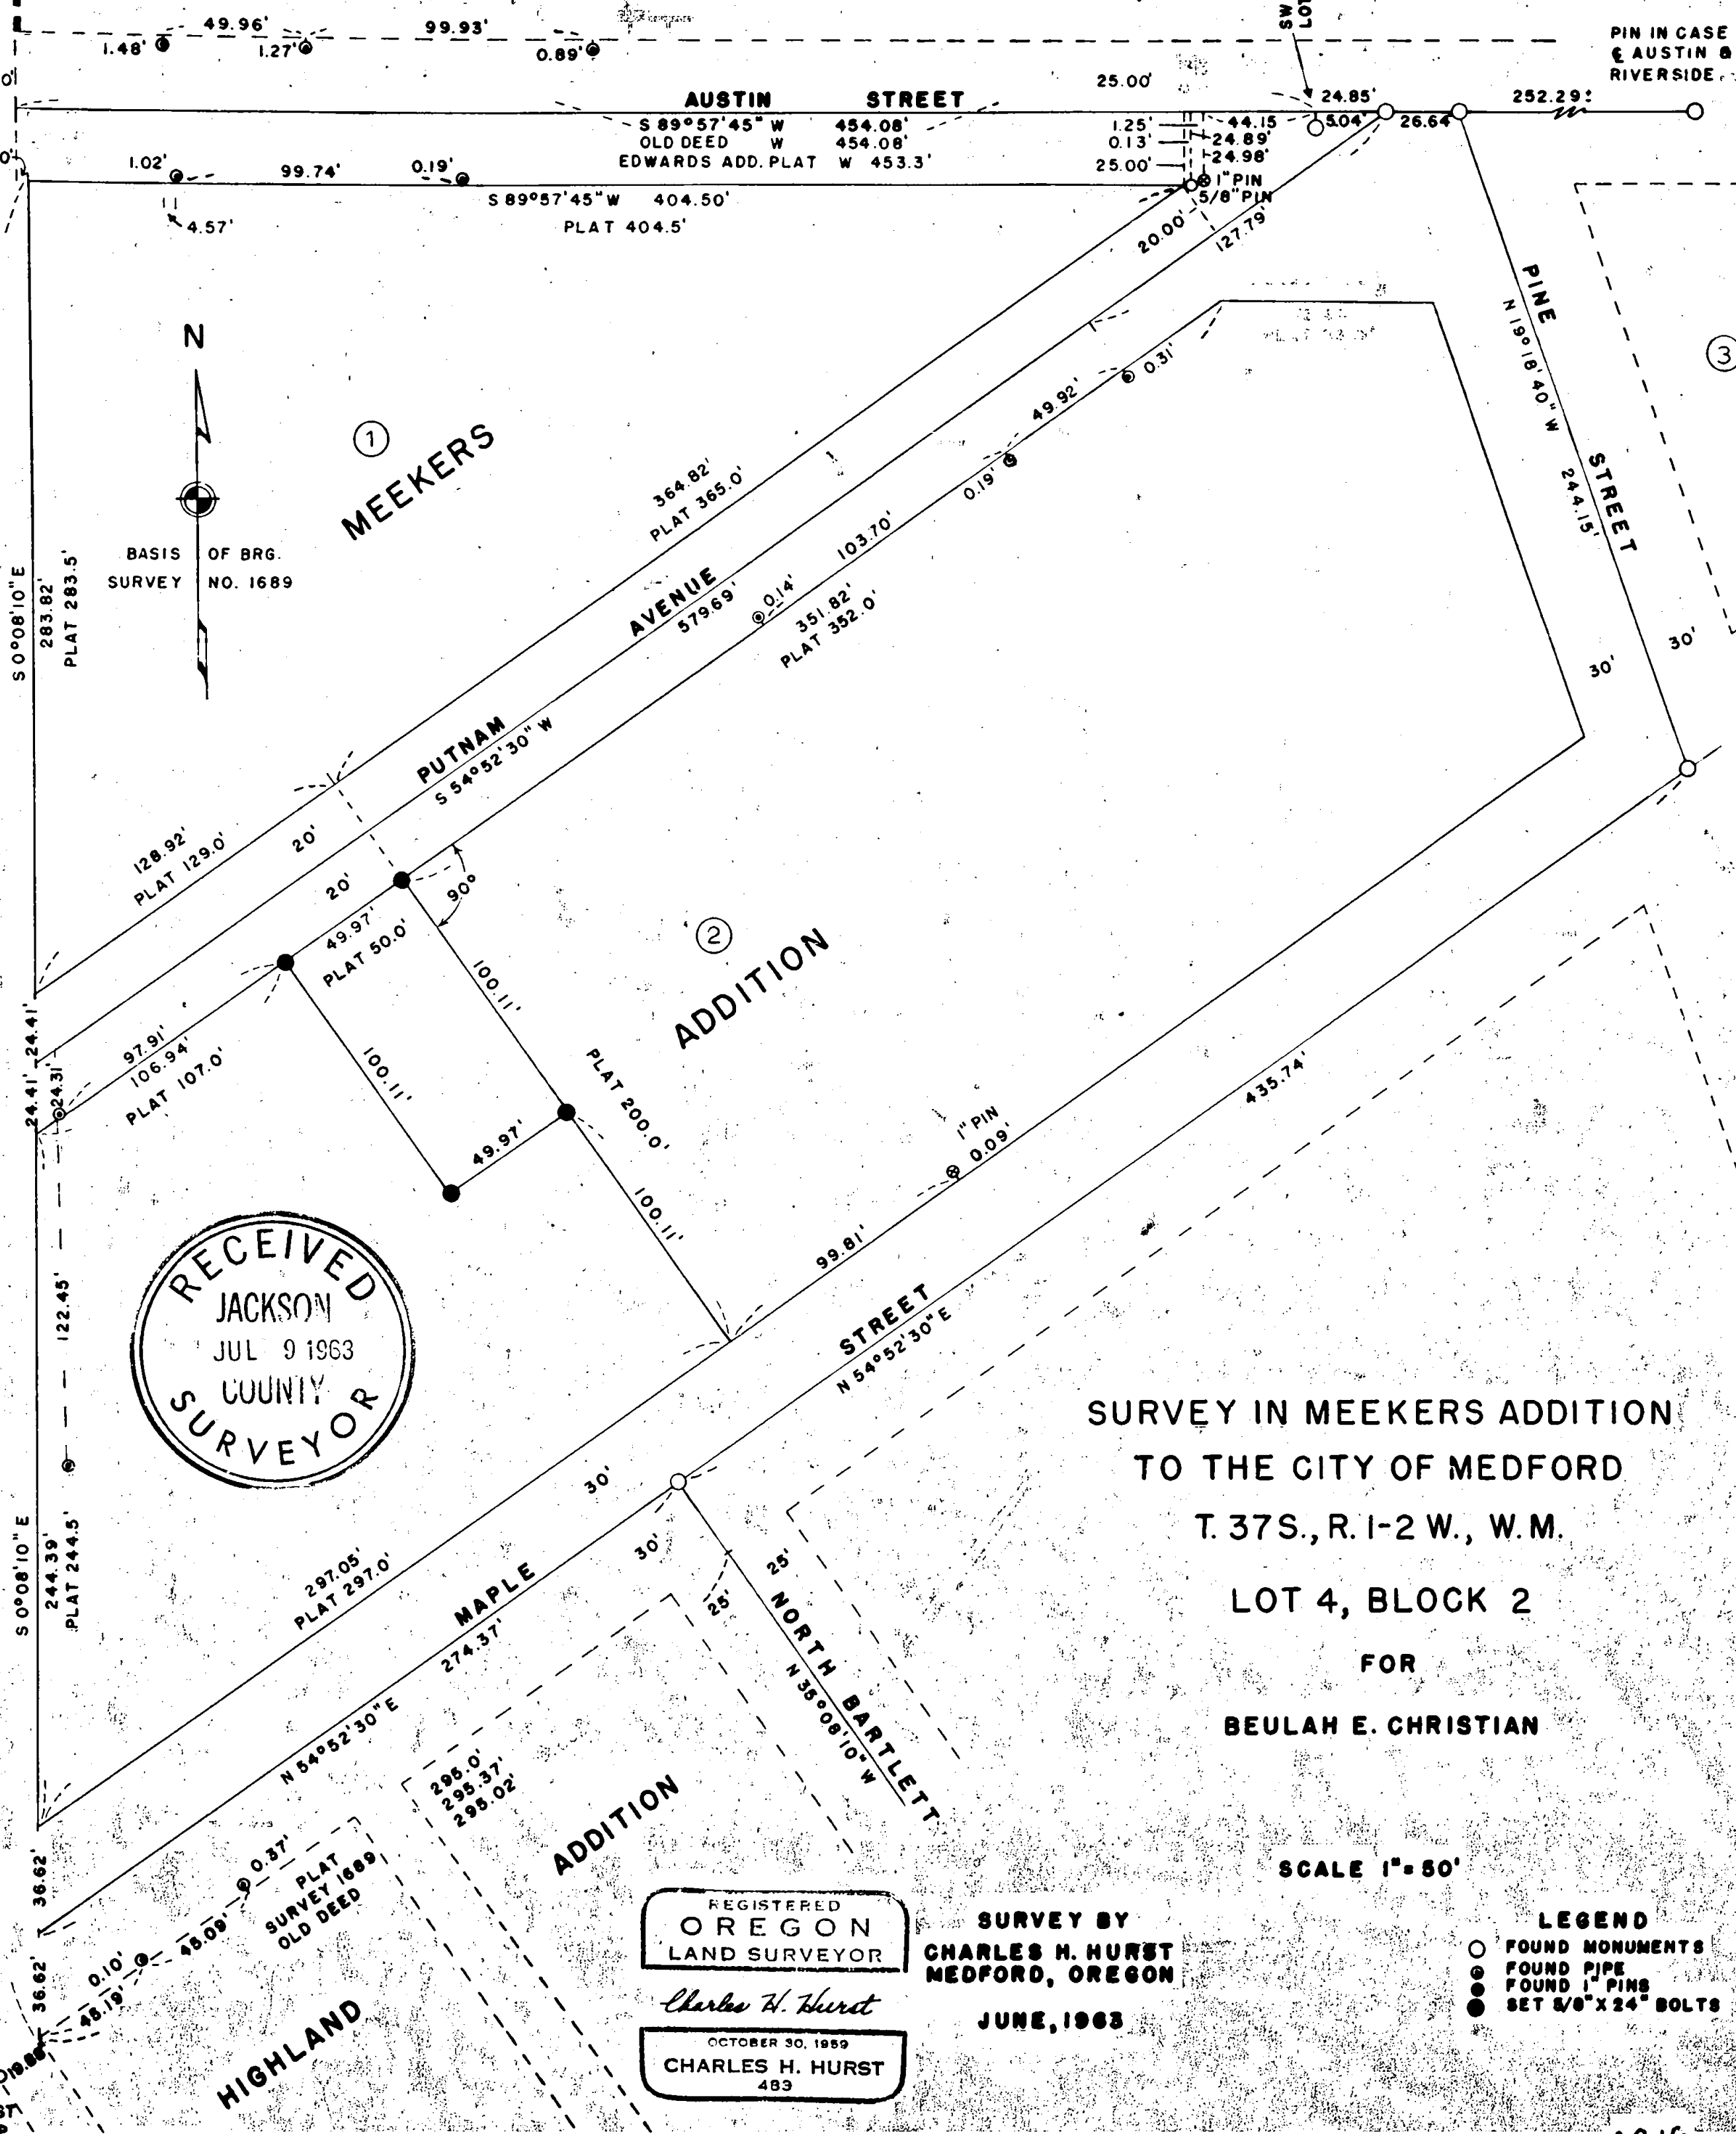 49.96'
99.93'
1.48'
1.27'
0.89'
SW
PIN IN CASE
℄ AUSTIN &
RIVERSIDE.
25.00'
AUSTIN STREET
24.85'
252.29'
S 89°57'45" W 454.08'
OLD DEED W 454.08'
EDWARDS ADD. PLAT W 453.3'
1.25'
0.13'
25.00'
44.15
24.89'
24.98'
5.04'
26.64'
1.02'
99.74'
0.19'
1" PIN
5/8" PIN
S 89°57'45" W 404.50'
PLAT 404.5'
4.57'
20.00'
127.79'
PINE STREET
N 19°18'40" W 244.15'
3
N
1
MEEKERS
0.31'
49.92'
0.19'
364.82'
PLAT 365.0'
103.70'
BASIS OF BRG.
SURVEY NO. 1689
S 0°08'10" E
283.82'
PLAT 283.5'
AVENUE
579.69'
0.14'
351.82'
PLAT 352.0'
30'
30'
PUTNAM
S 54°52'30" W
128.92'
PLAT 129.0'
20'
20'
90°
49.97'
PLAT 50.0'
2
ADDITION
100.11'
24.41'
24.41'
24.31'
97.91'
106.94'
PLAT 107.0'
100.11'
PLAT 200.0'
49.97'
435.74'
1" PIN
0.09'
100.11'
99.81'
RECEIVED
JACKSON
JUL 9 1963
COUNTY
SURVEYOR
122.45'
STREET
N 54°52'30" E
SURVEY IN MEEKERS ADDITION
TO THE CITY OF MEDFORD
T. 37S., R. 1-2 W., W.M.
LOT 4, BLOCK 2
FOR
BEULAH E. CHRISTIAN
S 0°08'10" E
244.39'
PLAT 244.5'
30'
30'
25'
25'
297.05'
PLAT 297.0'
MAPLE
274.37'
NORTH BARTLETT
N 35°08'10" W
N 54°52'30" E
295.0'
295.37'
295.02'
ADDITION
36.62'
0.37'
PLAT
SURVEY 1689
OLD DEED
SCALE 1"=50'
REGISTERED
OREGON
LAND SURVEYOR
Charles H. Hurst
OCTOBER 30, 1959
CHARLES H. HURST
483
SURVEY BY
CHARLES H. HURST
MEDFORD, OREGON
JUNE, 1963
LEGEND
FOUND MONUMENTS
FOUND PIPE
FOUND 1" PINS
SET 5/8" X 24" BOLTS
36.62'
0.10'
45.09'
45.19'
HIGHLAND